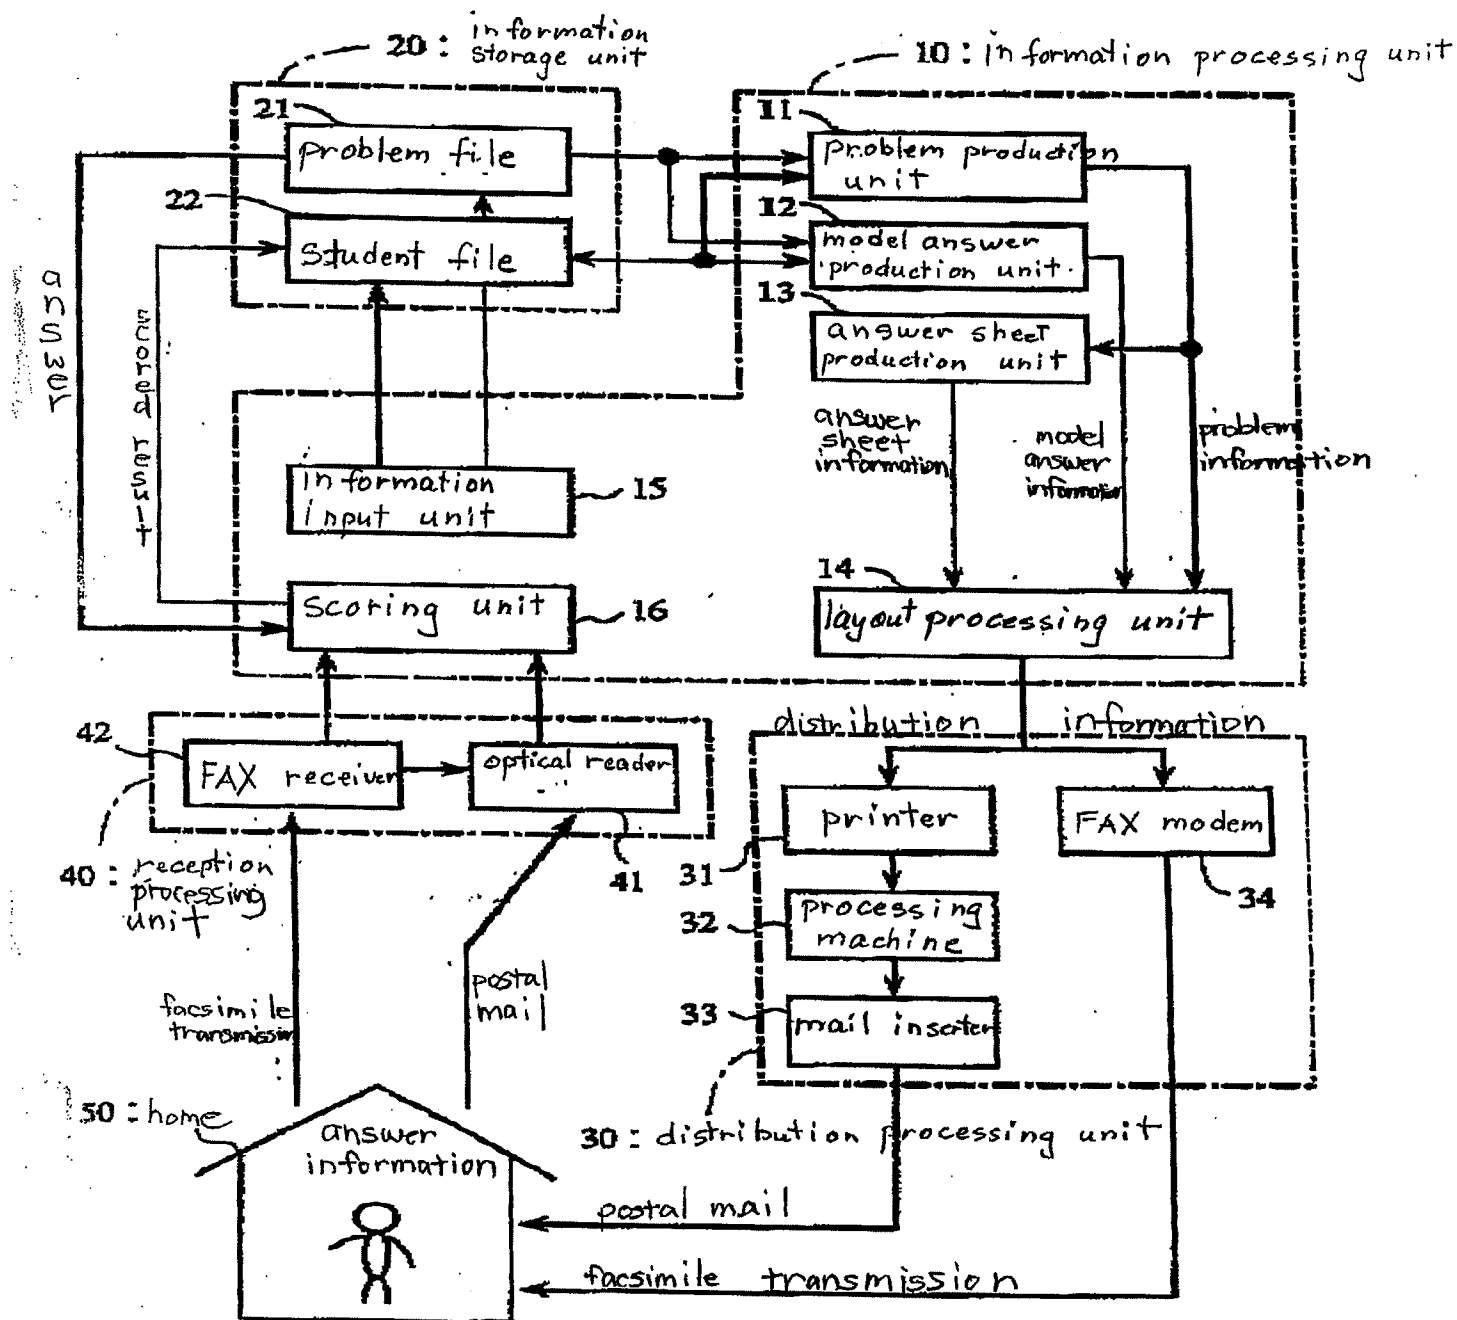 20 : information
storage unit
10 : information processing unit
21
problem file
22
student file
11
problem production
unit
12
model answer
production unit
13
answer sheet
production unit
answer
scored result
answer
sheet
information
model
answer
information
problem
information
information
input unit
15
scoring unit
16
14
layout processing unit
distribution information
42
FAX receiver
optical reader
40 : reception
processing
unit
41
printer
31
FAX modem
34
processing
machine
32
mail inserter
33
facsimile
transmission
postal
mail
50 : home
answer
information
30 : distribution processing unit
postal mail
facsimile transmission